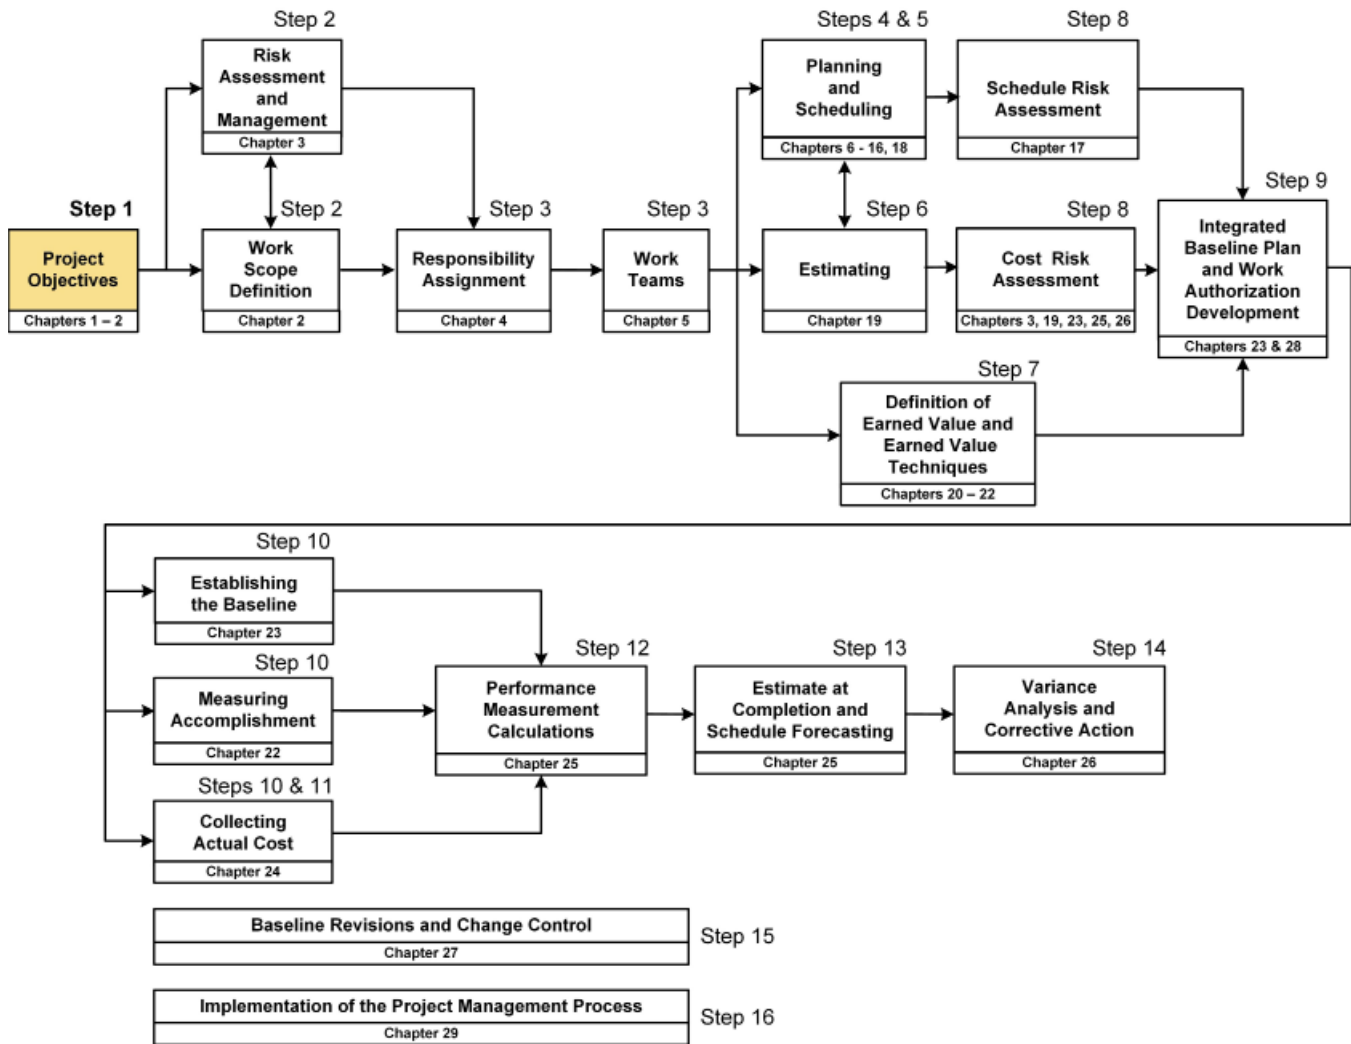 Step 2
Risk
Assessment
and
Management
Chapter 3
Steps 4 & 5
Planning
and
Scheduling
Chapters 6 - 16, 18
Step 8
Schedule Risk
Assessment
Chapter 17
Step 1
Project
Objectives
Chapters 1 – 2
Step 2
Work
Scope
Definition
Chapter 2
Step 3
Responsibility
Assignment
Chapter 4
Step 3
Work
Teams
Chapter 5
Step 6
Estimating
Chapter 19
Step 8
Cost Risk
Assessment
Chapters 3, 19, 23, 25, 26
Step 9
Integrated
Baseline Plan
and Work
Authorization
Development
Chapters 23 & 28
Step 7
Definition of
Earned Value and
Earned Value
Techniques
Chapters 20 – 22
Step 10
Establishing
the Baseline
Chapter 23
Step 10
Measuring
Accomplishment
Chapter 22
Steps 10 & 11
Collecting
Actual Cost
Chapter 24
Step 12
Performance
Measurement
Calculations
Chapter 25
Step 13
Estimate at
Completion and
Schedule Forecasting
Chapter 25
Step 14
Variance
Analysis and
Corrective Action
Chapter 26
Baseline Revisions and Change Control
Chapter 27
Step 15
Implementation of the Project Management Process
Chapter 29
Step 16